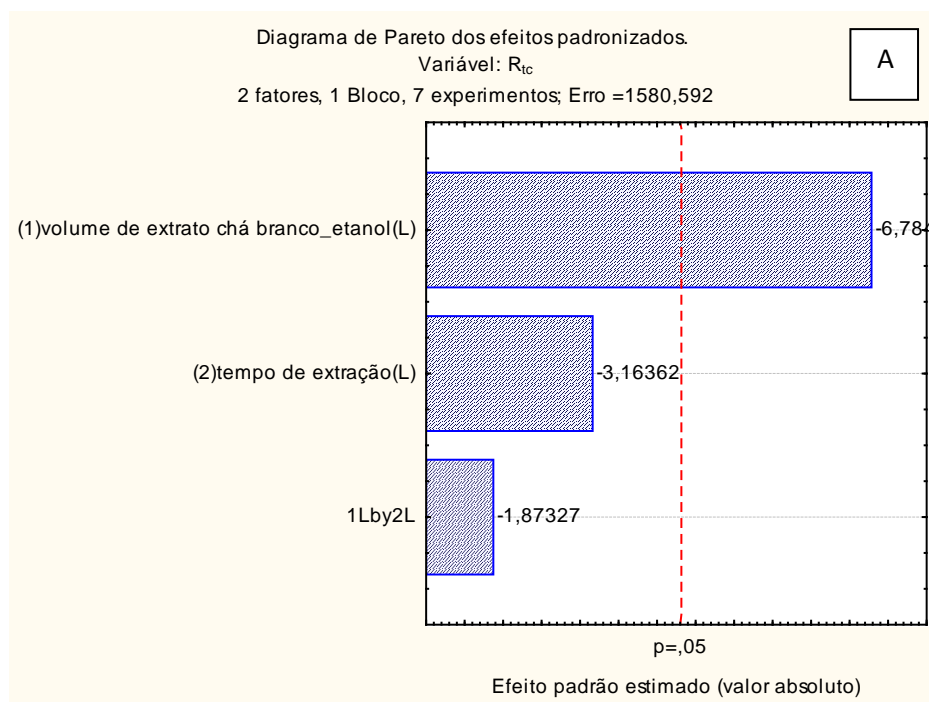 Diagrama de Pareto dos efeitos padronizados.
Variável: Rtc
2 fatores, 1 Bloco, 7 experimentos; Erro =1580,592
A
(1)volume de extrato chá branco_etanol(L)
-6,784
(2)tempo de extração(L)
-3,16362
1Lby2L
-1,87327
p=,05
Efeito padrão estimado (valor absoluto)